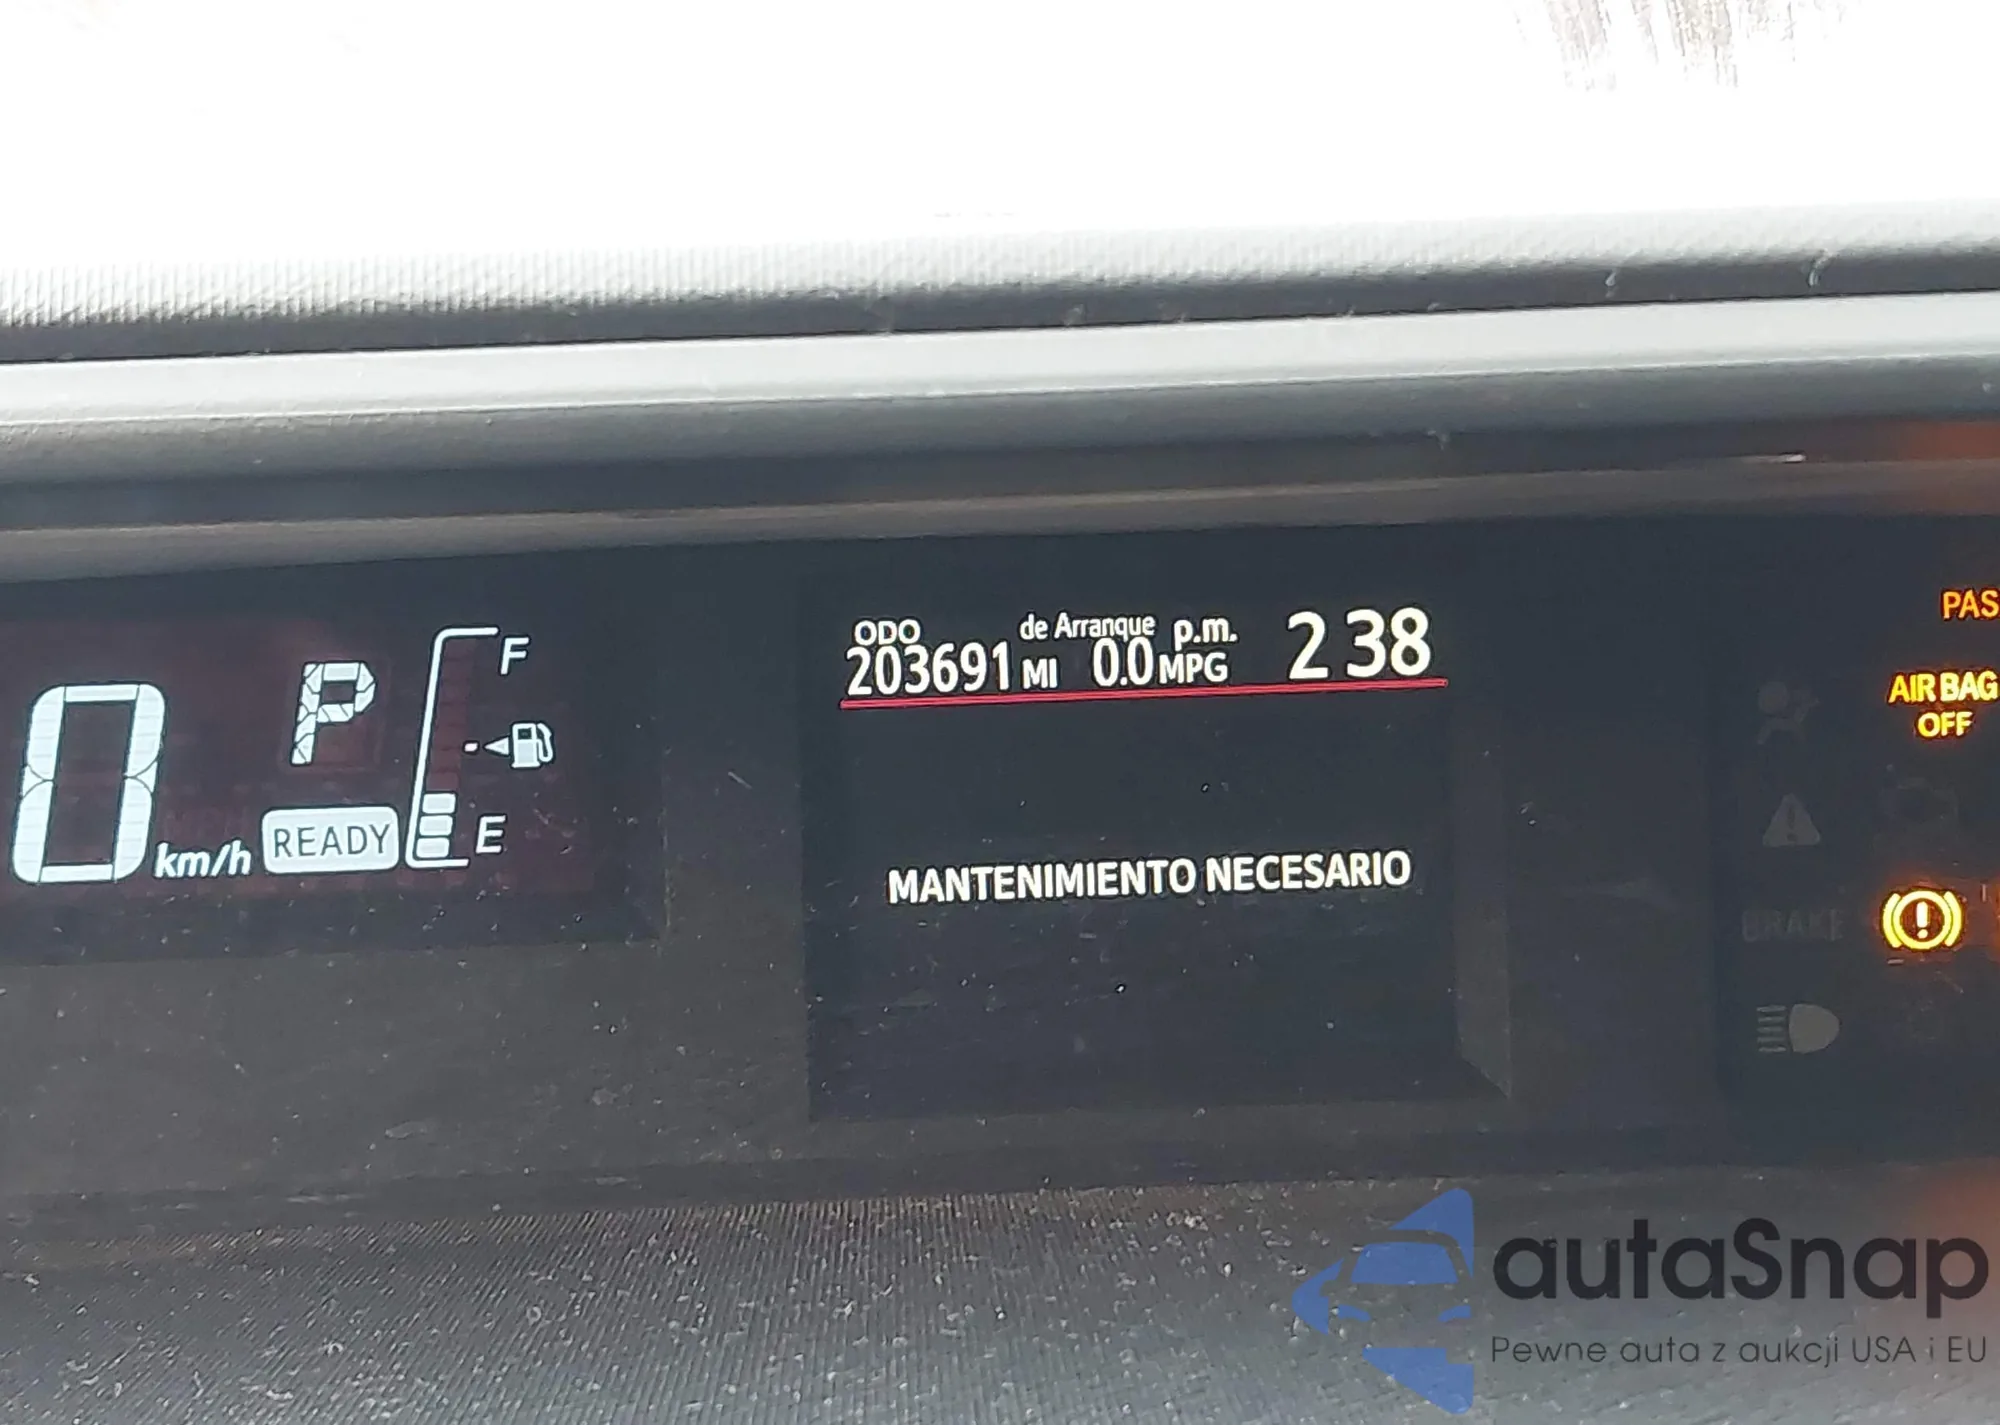 0 km/h
P
READY
F
E
ODO
203691 MI
de Arranque
0.0 MPG
p.m. 2 38
MANTENIMIENTO NECESARIO
PAS
AIR BAG
OFF
BRAKE
autaSnap
Pewne auta z aukcji USA i EU